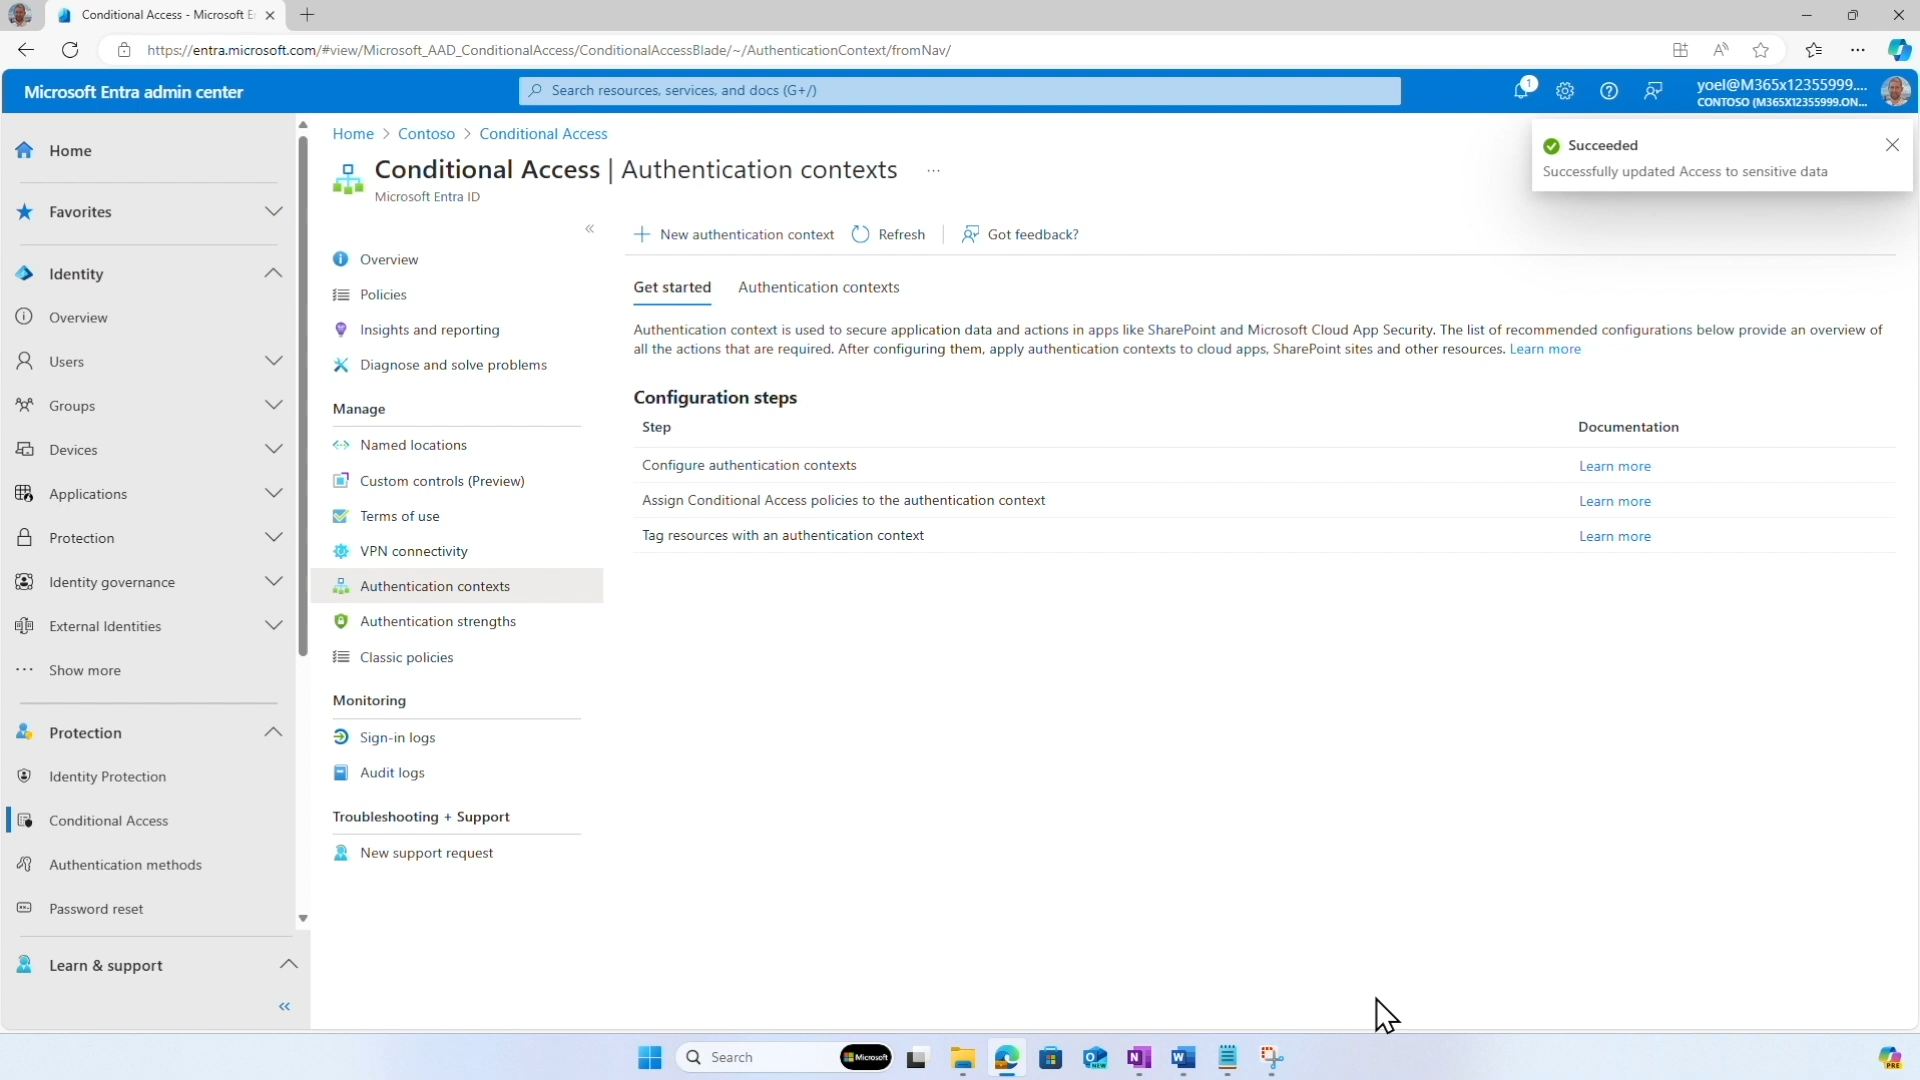 Conditional Access - Microsoft E
https://entra.microsoft.com/#view/Microsoft_AAD_ConditionalAccess/ConditionalAccessBlade/~/AuthenticationContext/fromNav/
Microsoft Entra admin center
Search resources, services, and docs (G+/)
1
yoel@M365x12355999....
CONTOSO (M365X12355999.ON...
Home
Favorites
Identity
Overview
Users
Groups
Devices
Applications
Protection
Identity governance
External Identities
Show more
Protection
Identity Protection
Conditional Access
Authentication methods
Password reset
Learn & support
Home > Contoso > Conditional Access
Conditional Access | Authentication contexts
Microsoft Entra ID
Overview
Policies
Insights and reporting
Diagnose and solve problems
Manage
Named locations
Custom controls (Preview)
Terms of use
VPN connectivity
Authentication contexts
Authentication strengths
Classic policies
Monitoring
Sign-in logs
Audit logs
Troubleshooting + Support
New support request
New authentication context
Refresh
Got feedback?
Get started
Authentication contexts
Authentication context is used to secure application data and actions in apps like SharePoint and Microsoft Cloud App Security. The list of recommended configurations below provide an overview of
all the actions that are required. After configuring them, apply authentication contexts to cloud apps, SharePoint sites and other resources. Learn more
Configuration steps
Step Documentation
Configure authentication contexts Learn more
Assign Conditional Access policies to the authentication context Learn more
Tag resources with an authentication context Learn more
Succeeded
Successfully updated Access to sensitive data
Search
Microsoft
NEW
PRE